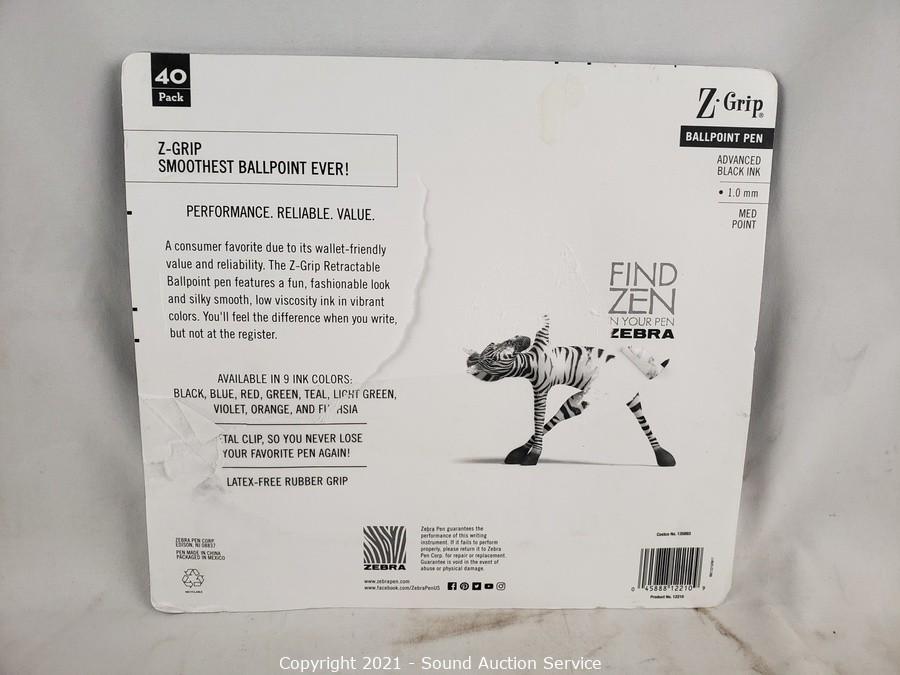 40
Pack
Z-GRIP
SMOOTHEST BALLPOINT EVER!
PERFORMANCE. RELIABLE. VALUE.
A consumer favorite due to its wallet-friendly
value and reliability. The Z-Grip Retractable
Ballpoint pen features a fun, fashionable look
and silky smooth, low viscosity ink in vibrant
colors. You'll feel the difference when you write,
but not at the register.
AVAILABLE IN 9 INK COLORS:
BLACK, BLUE, RED, GREEN, TEAL, LIGHT GREEN,
VIOLET, ORANGE, AND FU HSIA
TAL CLIP, SO YOU NEVER LOSE
YOUR FAVORITE PEN AGAIN!
LATEX-FREE RUBBER GRIP
Z-Grip®
BALLPOINT PEN
ADVANCED
BLACK INK
• 1.0 mm
MED
POINT
FIND
ZEN
N YOUR PEN
ZEBRA
ZEBRA PEN CORP.
EDISON, NJ 08837
PEN MADE IN CHINA
PACKAGED IN MEXICO
RECYCLABLE
ZEBRA
Zebra Pen guarantees the
performance of this writing
instrument. If it fails to perform
properly, please return it to Zebra
Pen Corp. for repair or replacement.
Guarantee is void in the event of
abuse or physical damage.
www.zebrapen.com
www.facebook.com/ZebraPenUS
Costco No. 135993
0 45888 12210 9
Product No. 12210
Copyright 2021 - Sound Auction Service